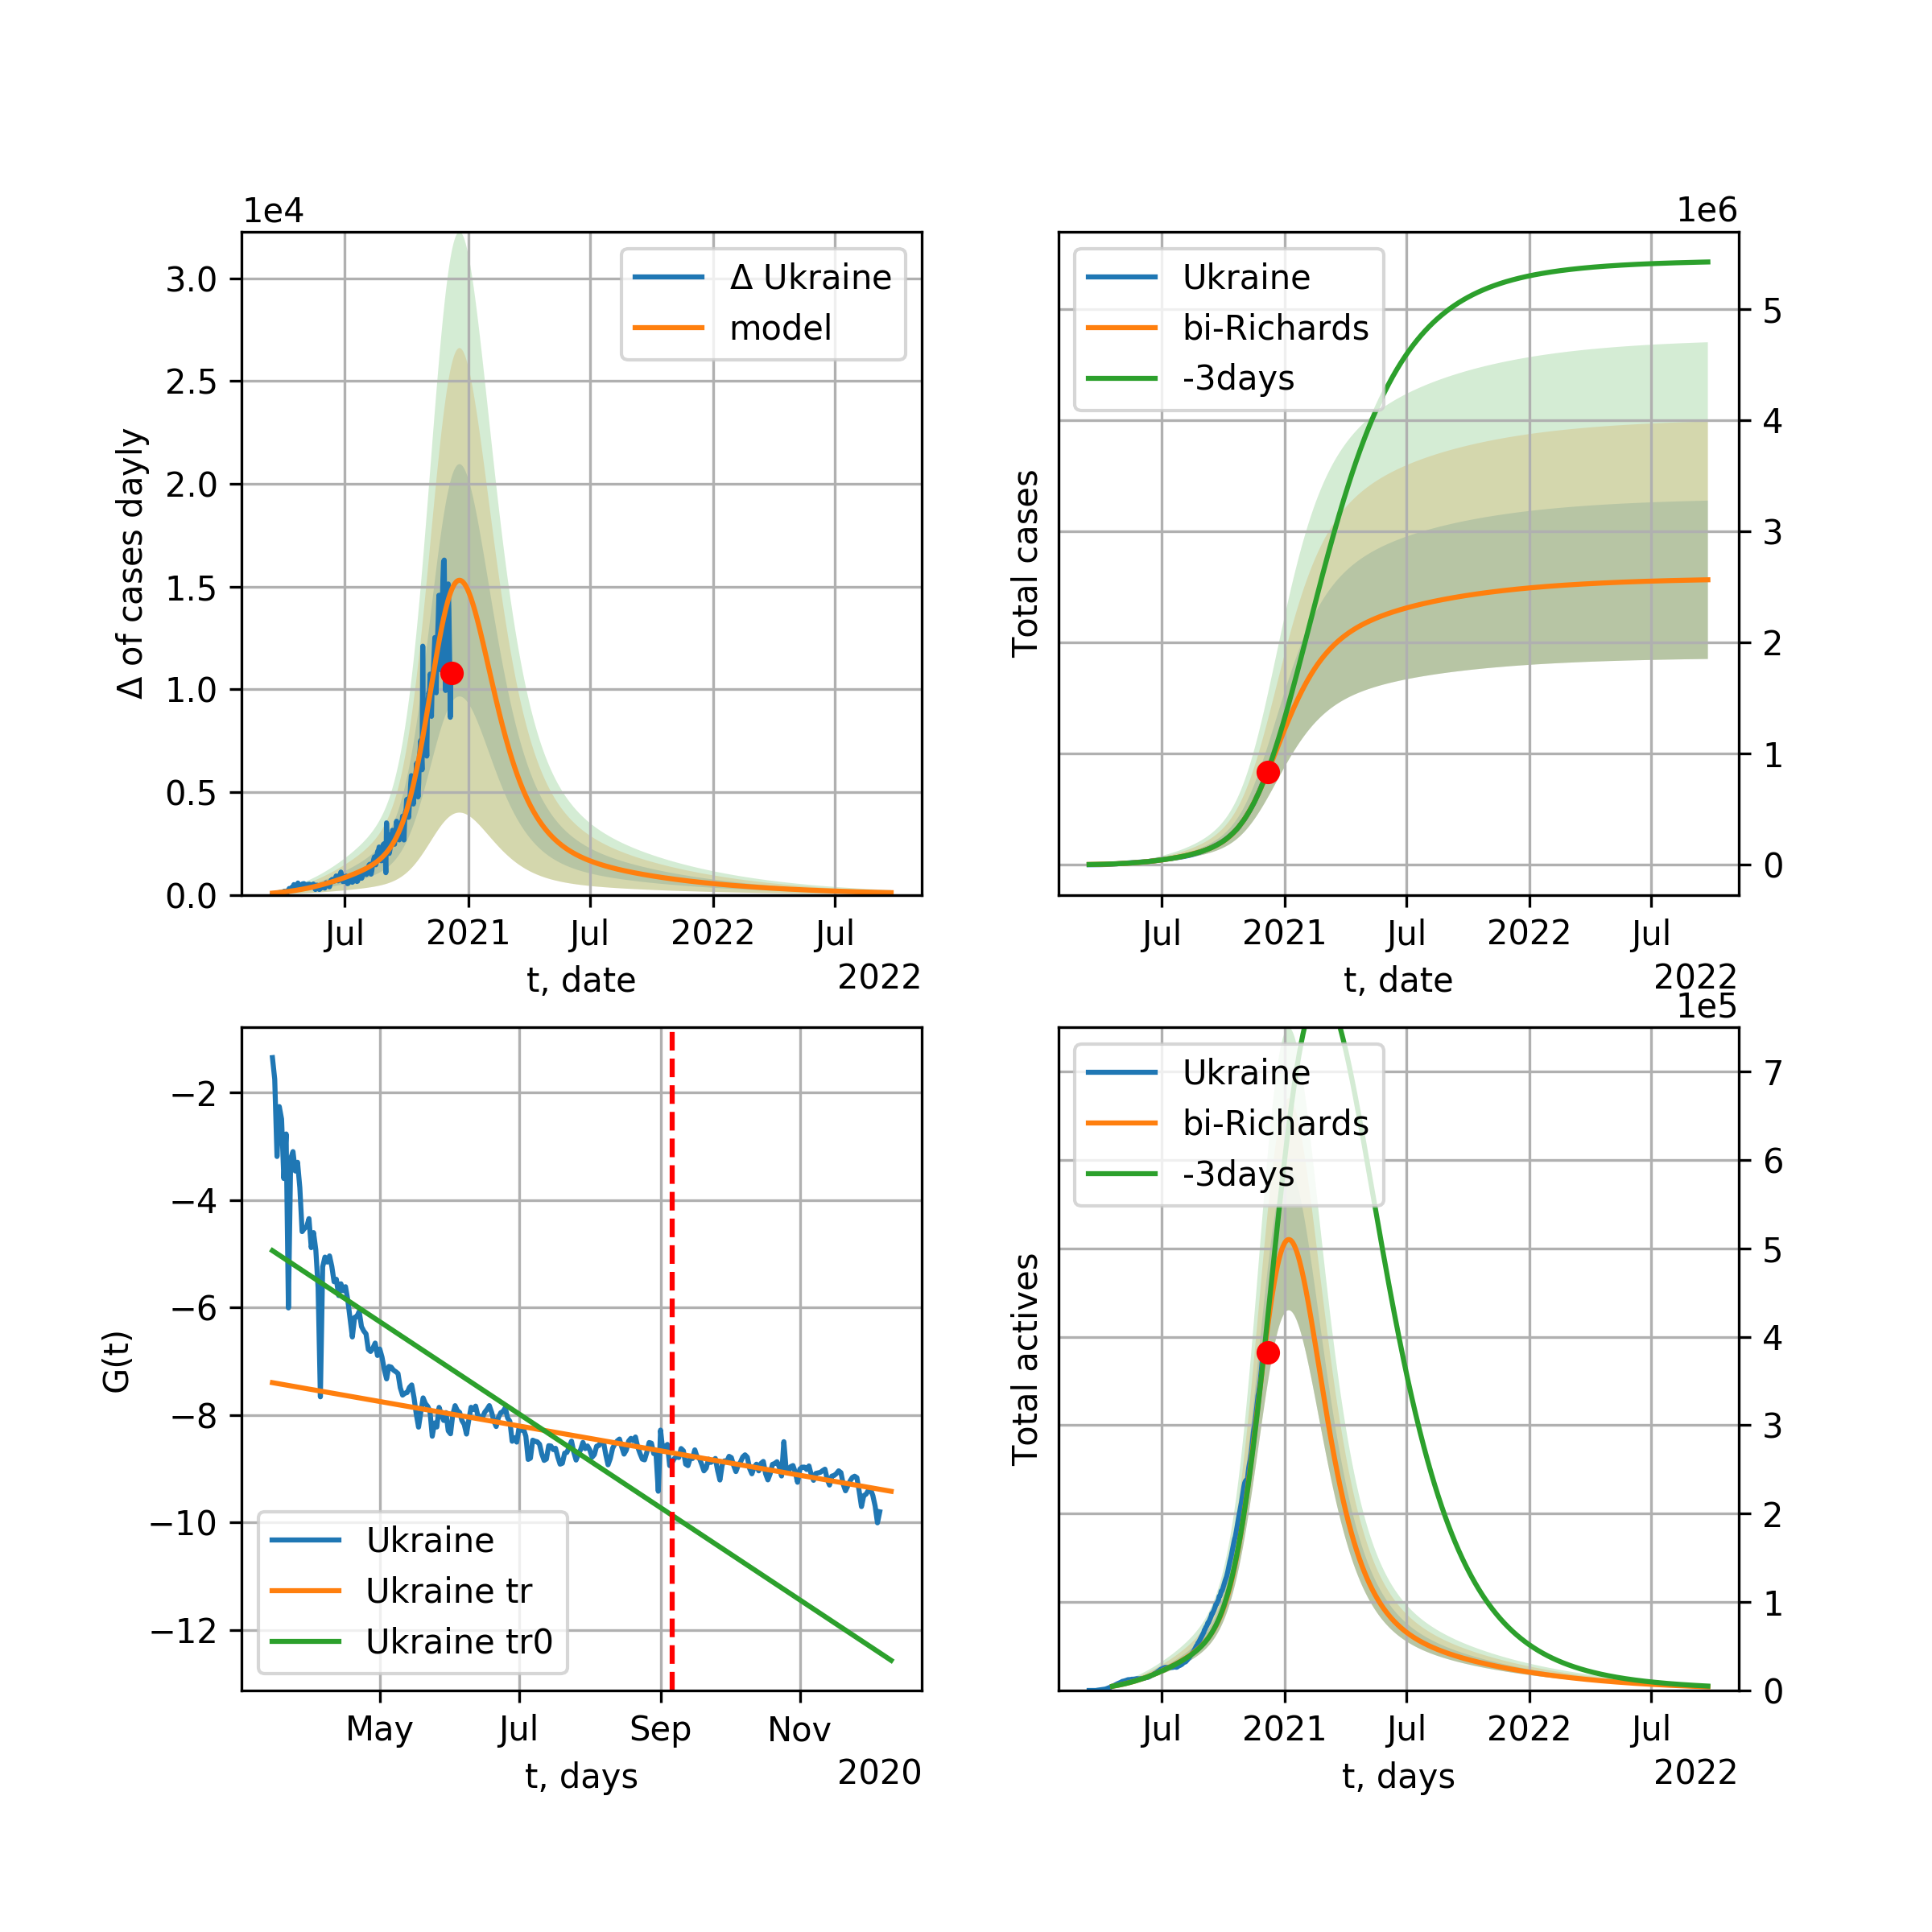 1e4
3.0
2.5
2.0
1.5
1.0
0.5
0.0
Δ of cases dayly
Δ Ukraine
model
Jul 2021 Jul 2022 Jul
t, date
2022
1e6
Total cases
Ukraine
bi-Richards
-3days
5
4
3
2
1
0
Jul 2021 Jul 2022 Jul
t, date
2022
−2
−4
−6
−8
−10
−12
G(t)
Ukraine
Ukraine tr
Ukraine tr0
May Jul Sep Nov
t, days
2020
1e5
Total actives
Ukraine
bi-Richards
-3days
7
6
5
4
3
2
1
0
Jul 2021 Jul 2022 Jul
t, days
2022